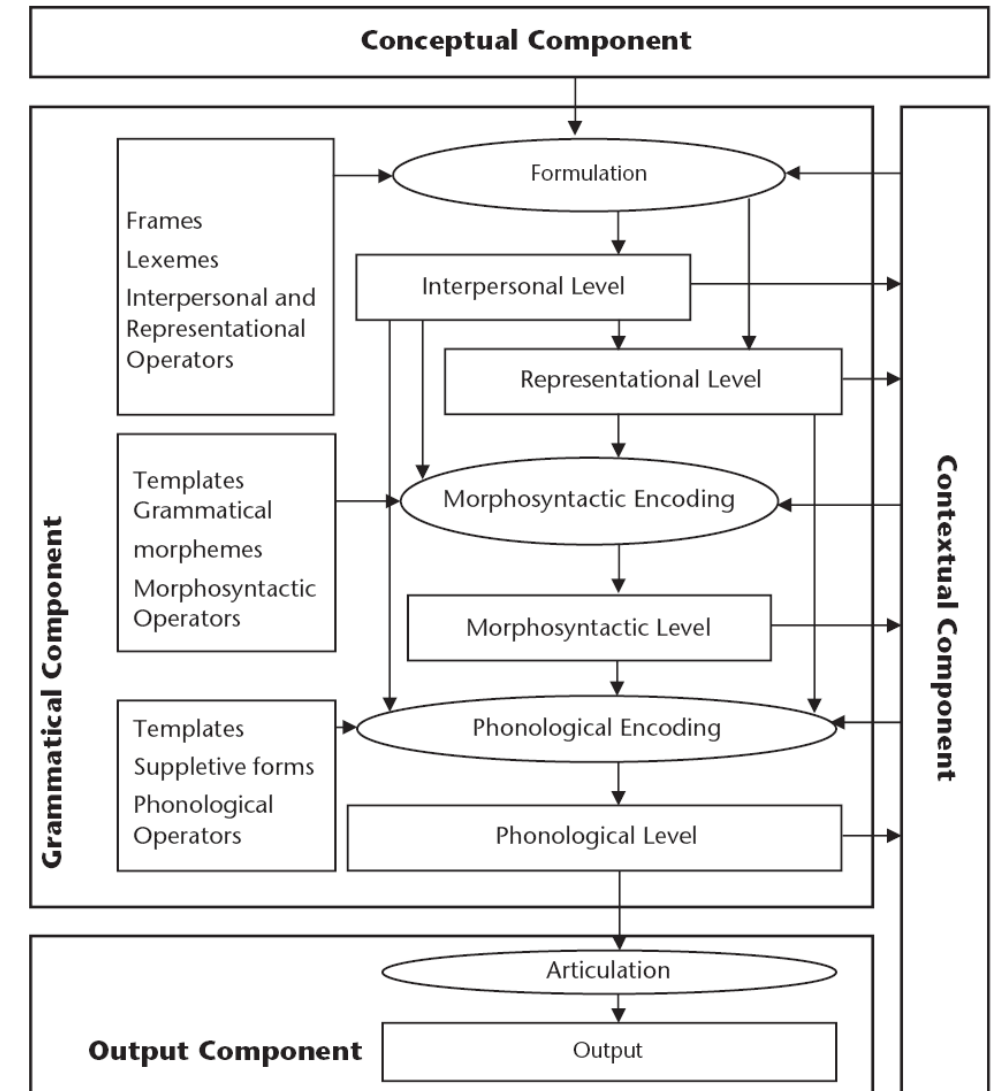 Conceptual Component
Formulation
Frames
Lexemes
Interpersonal and
Representational
Operators
Interpersonal Level
Representational Level
Templates
Grammatical
morphemes
Morphosyntactic
Operators
Morphosyntactic Encoding
Morphosyntactic Level
Templates
Suppletive forms
Phonological
Operators
Phonological Encoding
Phonological Level
Grammatical Component
Contextual Component
Articulation
Output Component
Output